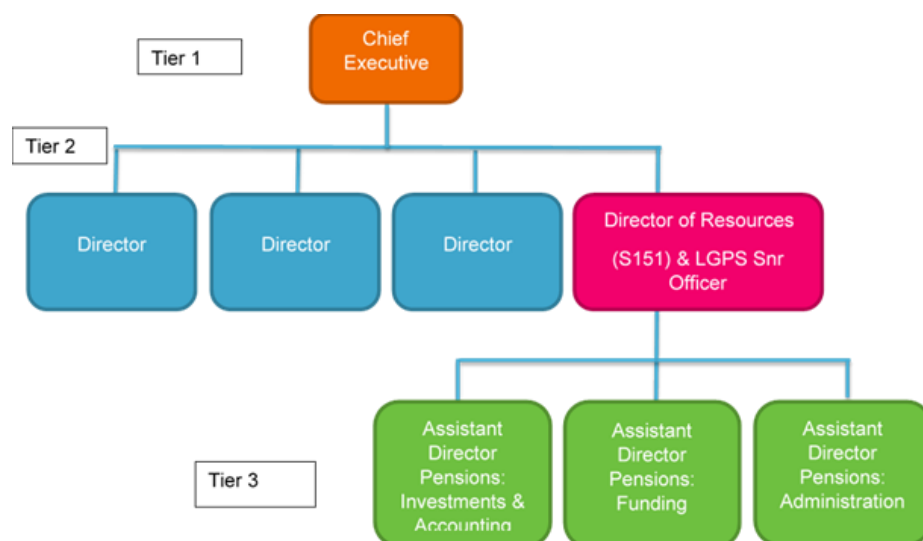 Chief
Executive
Tier 1
Tier 2
Director
Director
Director
Director of Resources
(S151) & LGPS Snr
Officer
Tier 3
Assistant
Director
Pensions:
Investments &
Accounting
Assistant
Director
Pensions:
Funding
Assistant
Director
Pensions:
Administration